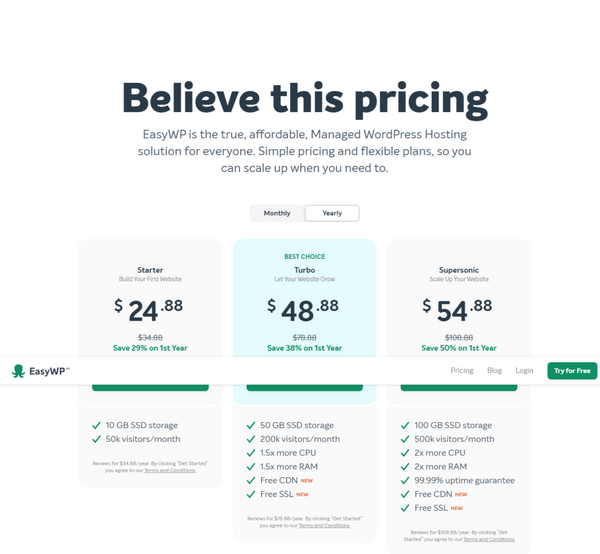 Believe this pricing
EasyWP is the true, affordable, Managed WordPress Hosting
solution for everyone. Simple pricing and flexible plans, so you
can scale up when you need to.
Monthly
Yearly
Starter
Build Your First Website
$24.88
$34.88
Save 29% on 1st Year
BEST CHOICE
Turbo
Let Your Website Grow
$48.88
$78.88
Save 38% on 1st Year
Supersonic
Scale Up Your Website
$54.88
$108.88
Save 50% on 1st Year
EasyWP™
Pricing
Blog
Login
Try for Free
10 GB SSD storage
50k visitors/month
Renews for $34.88/year. By clicking "Get Started"
you agree to our Terms and Conditions
50 GB SSD storage
200k visitors/month
1.5x more CPU
1.5x more RAM
Free CDN NEW
Free SSL NEW
Renews for $78.88/year. By clicking "Get Started"
you agree to our Terms and Conditions
100 GB SSD storage
500k visitors/month
2x more CPU
2x more RAM
99.99% uptime guarantee
Free CDN NEW
Free SSL NEW
Renews for $108.88/year. By clicking "Get
Started" you agree to our Terms and Conditions